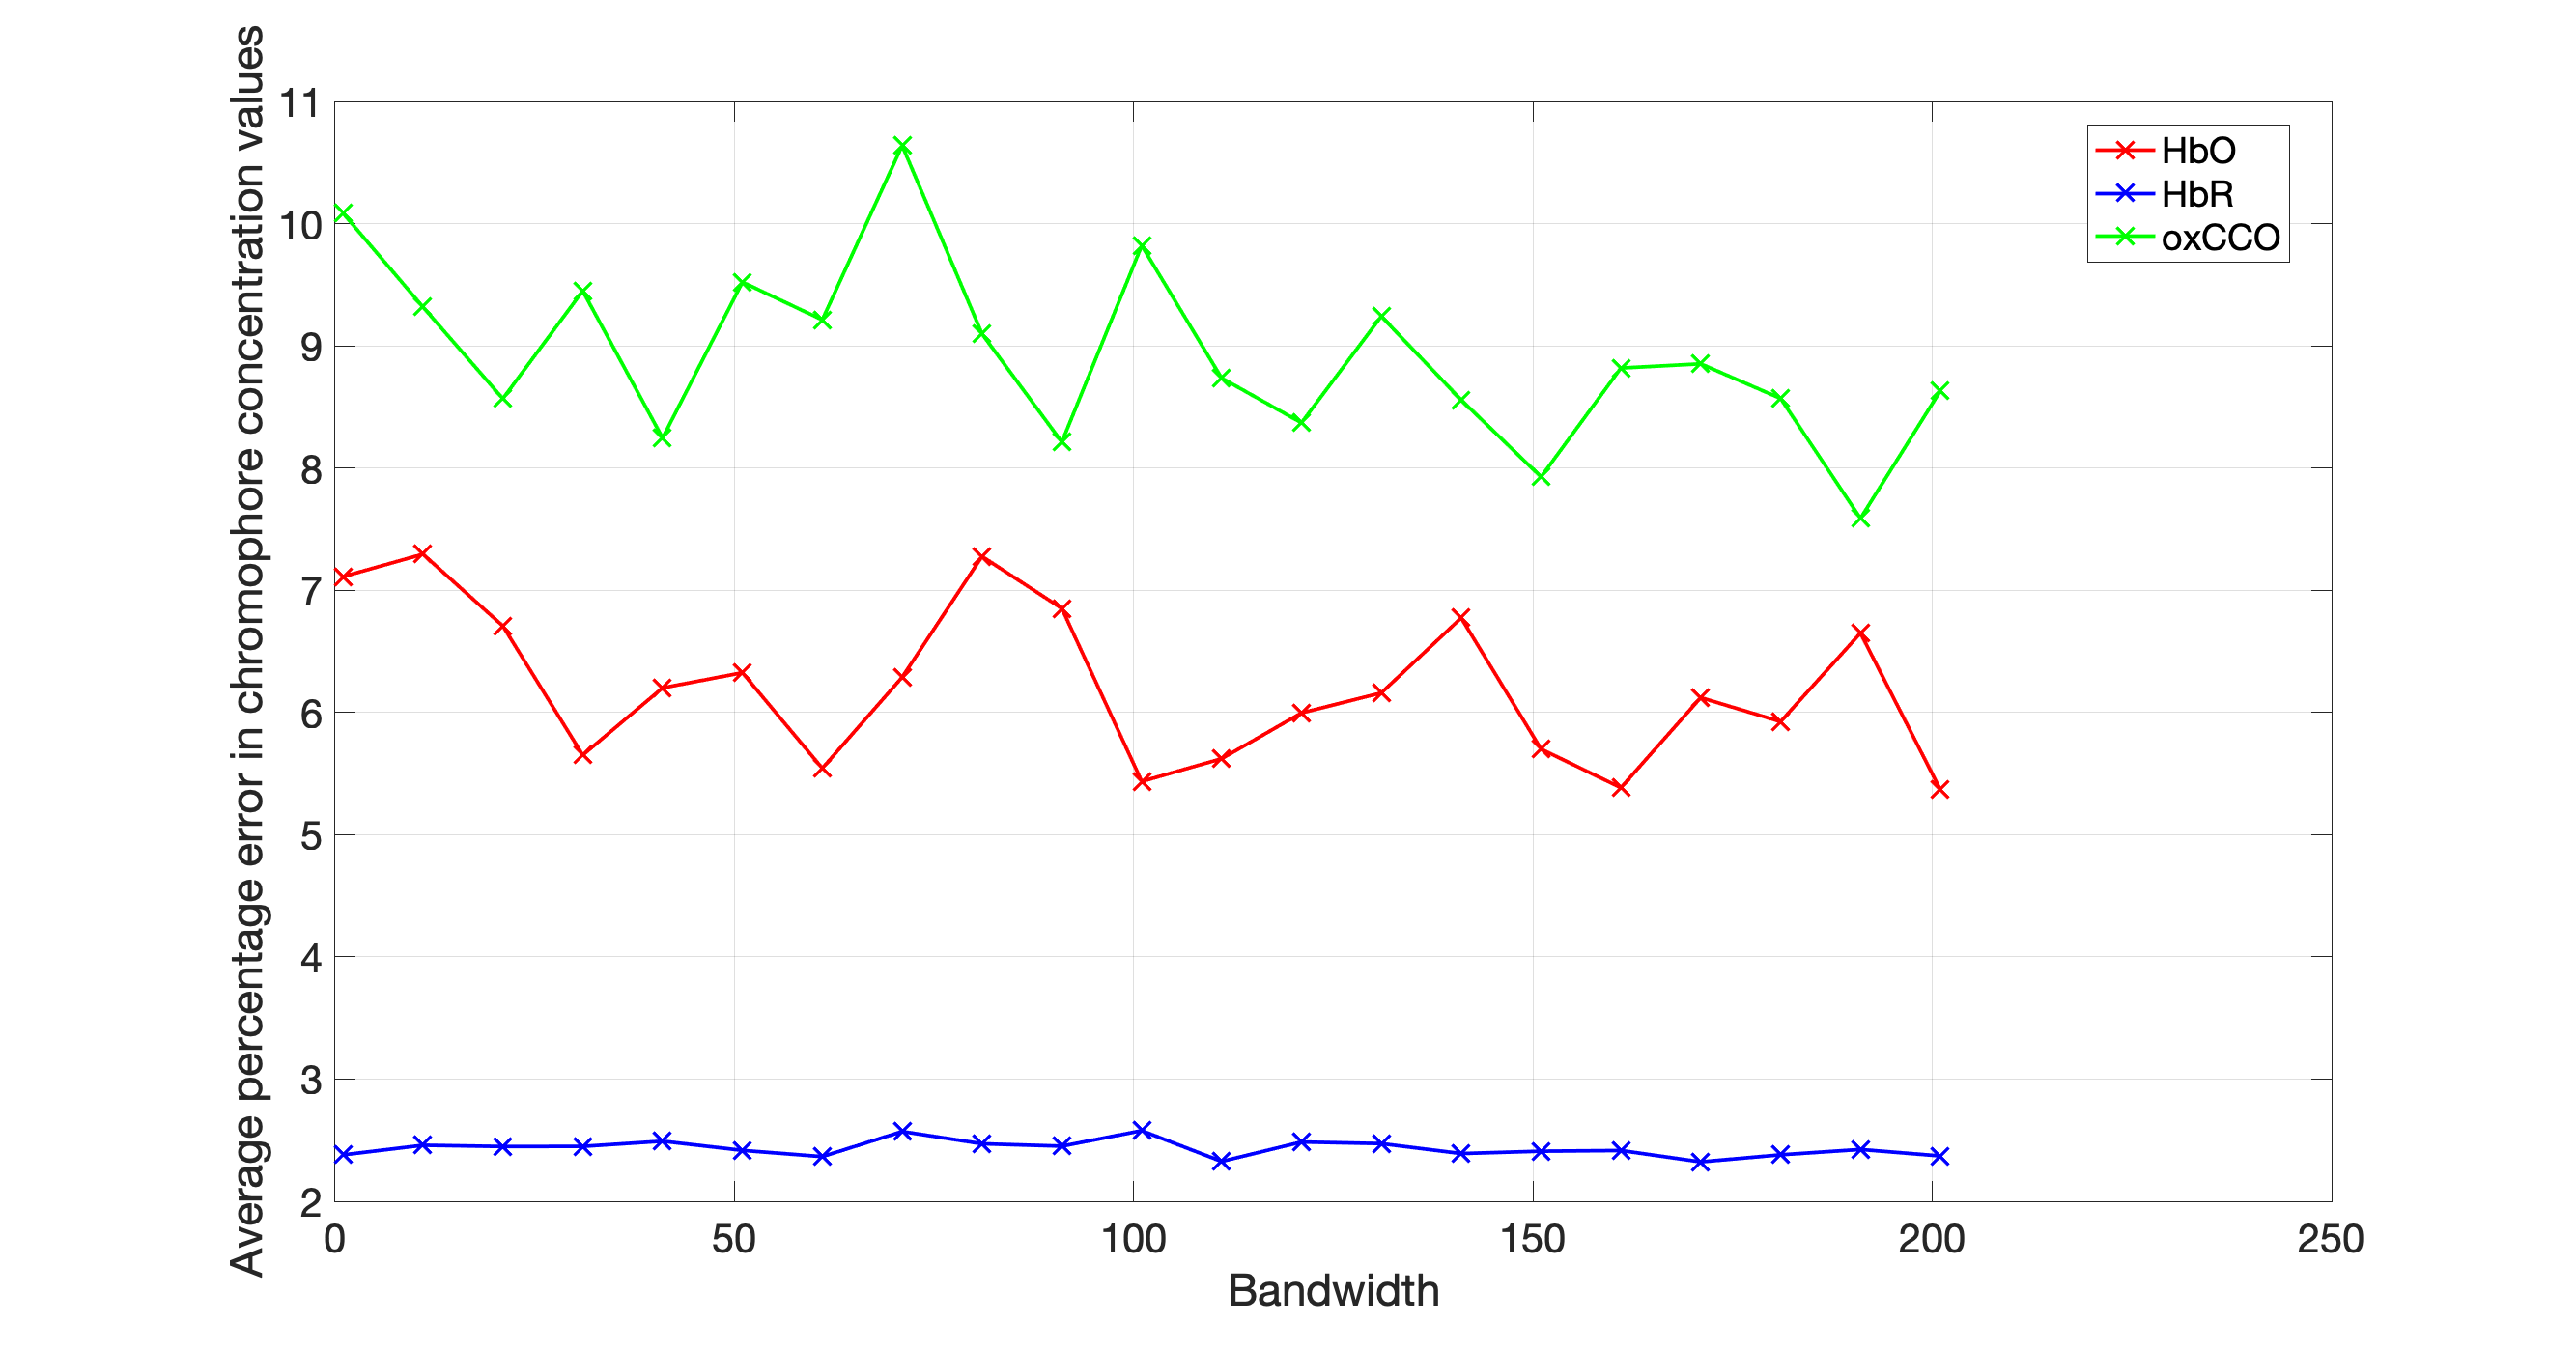 Average percentage error in chromophore concentration values
11
10
9
8
7
6
5
4
3
2
0 50 100 150 200 250
Bandwidth
HbO
HbR
oxCCO